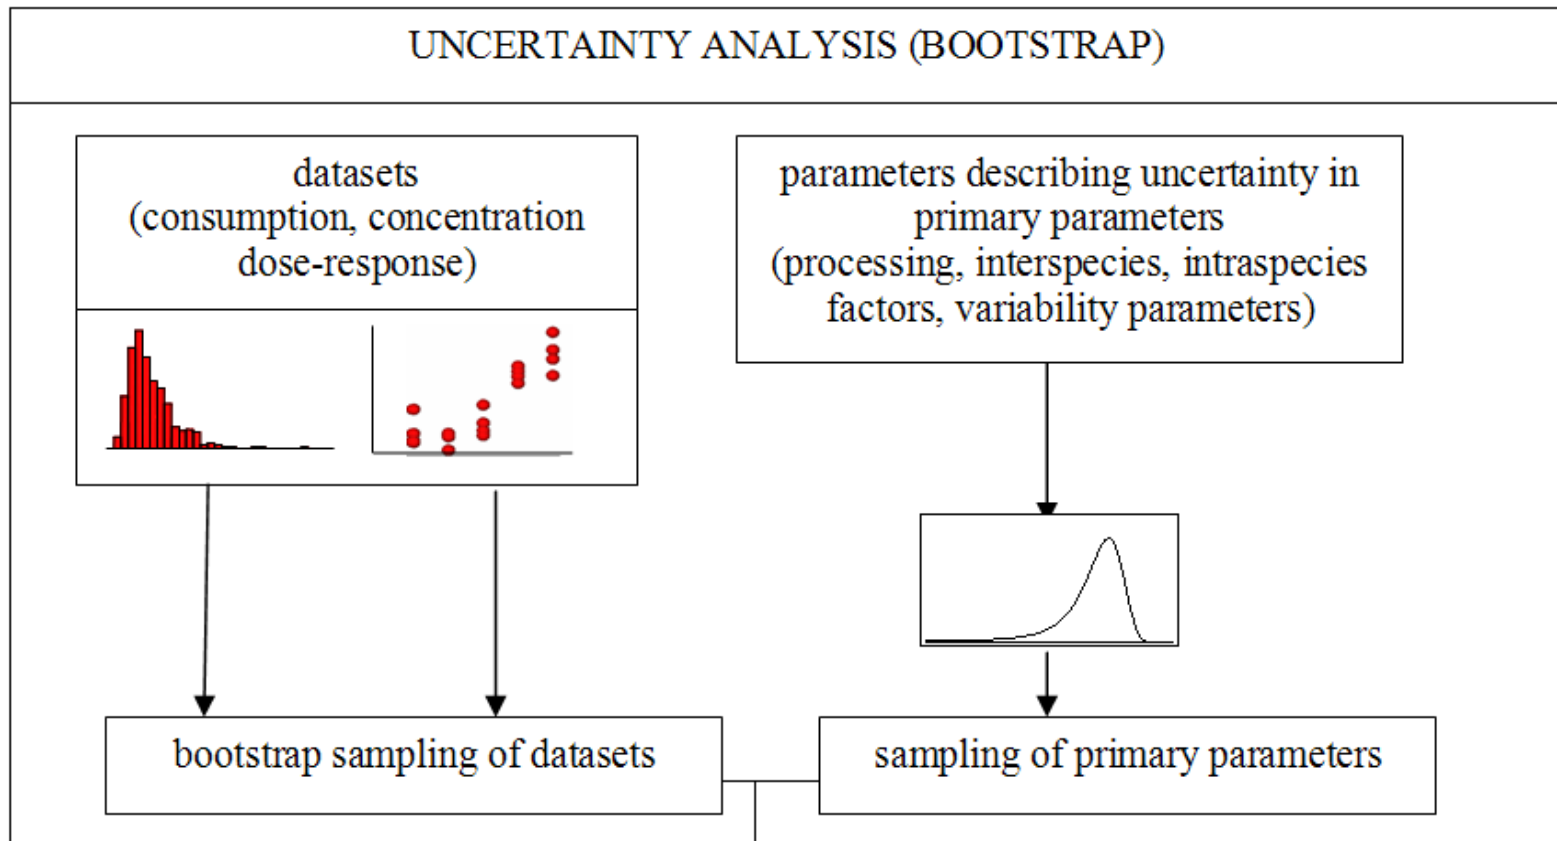 UNCERTAINTY ANALYSIS (BOOTSTRAP)
datasets
(consumption, concentration
dose-response)
parameters describing uncertainty in
primary parameters
(processing, interspecies, intraspecies
factors, variability parameters)
bootstrap sampling of datasets
sampling of primary parameters